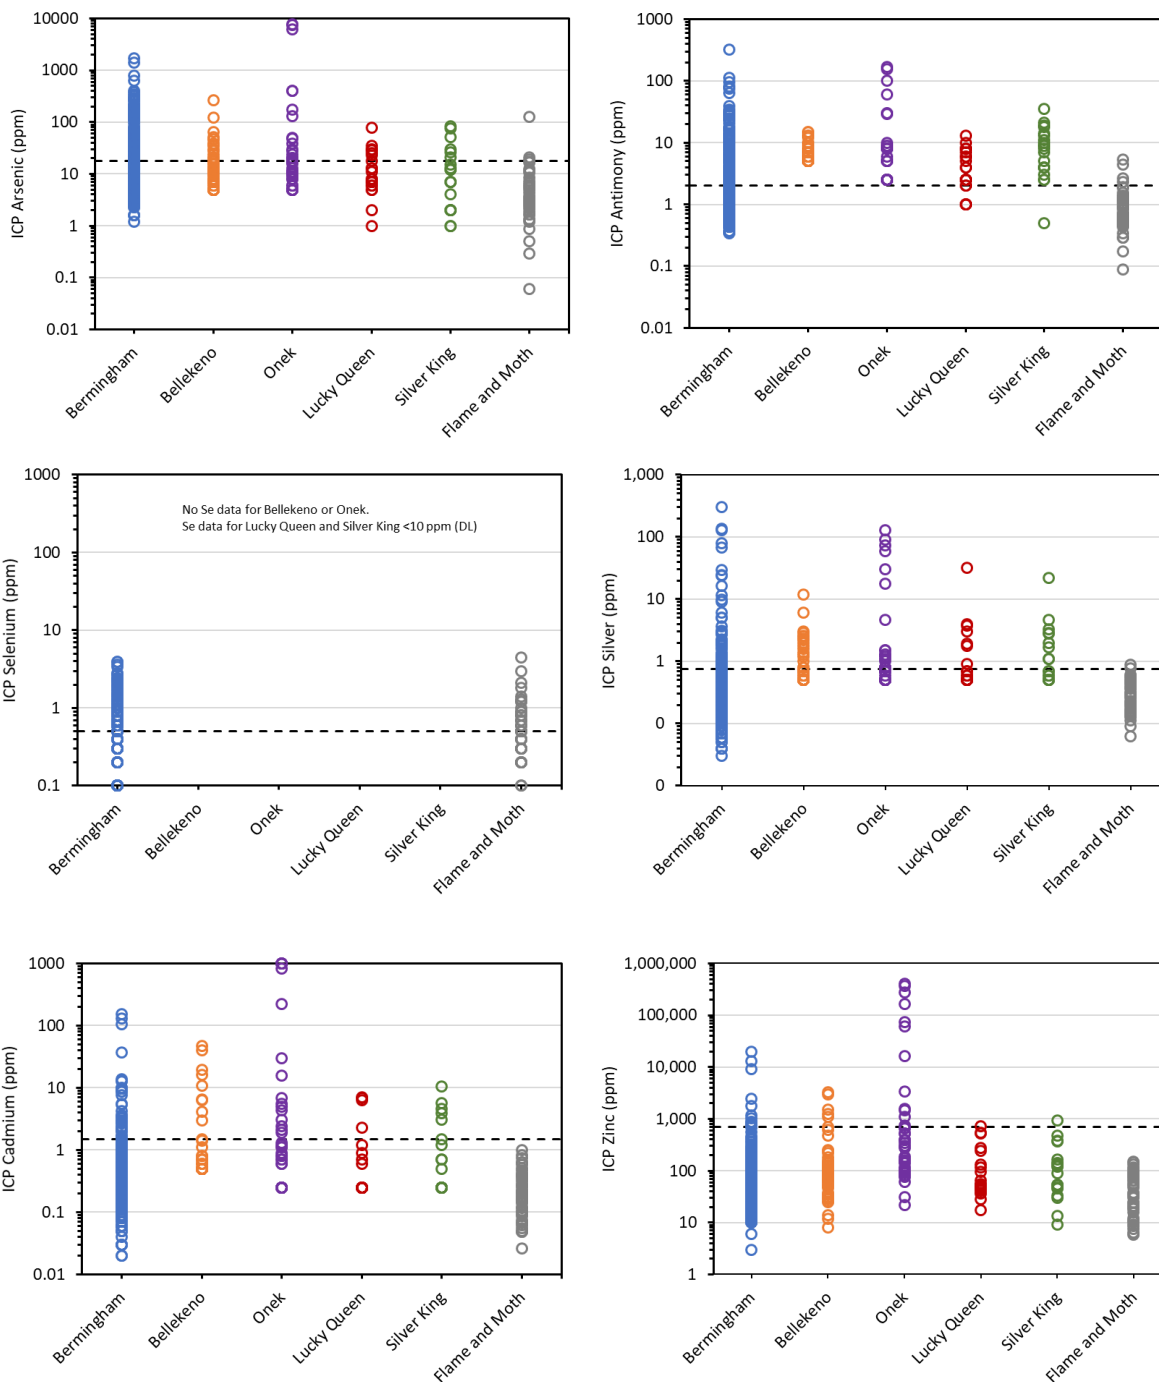 ICP Arsenic (ppm)
10000
1000
100
10
1
0.1
0.01
Bermingham
Bellekeno
Onek
Lucky Queen
Silver King
Flame and Moth
ICP Antimony (ppm)
1000
100
10
1
0.1
0.01
Bermingham
Bellekeno
Onek
Lucky Queen
Silver King
Flame and Moth
ICP Selenium (ppm)
1000
100
10
1
0.1
No Se data for Bellekeno or Onek.
Se data for Lucky Queen and Silver King <10 ppm (DL)
Bermingham
Bellekeno
Onek
Lucky Queen
Silver King
Flame and Moth
ICP Silver (ppm)
1,000
100
10
1
0
0
Bermingham
Bellekeno
Onek
Lucky Queen
Silver King
Flame and Moth
ICP Cadmium (ppm)
1000
100
10
1
0.1
0.01
Bermingham
Bellekeno
Onek
Lucky Queen
Silver King
Flame and Moth
ICP Zinc (ppm)
1,000,000
100,000
10,000
1,000
100
10
1
Bermingham
Bellekeno
Onek
Lucky Queen
Silver King
Flame and Moth